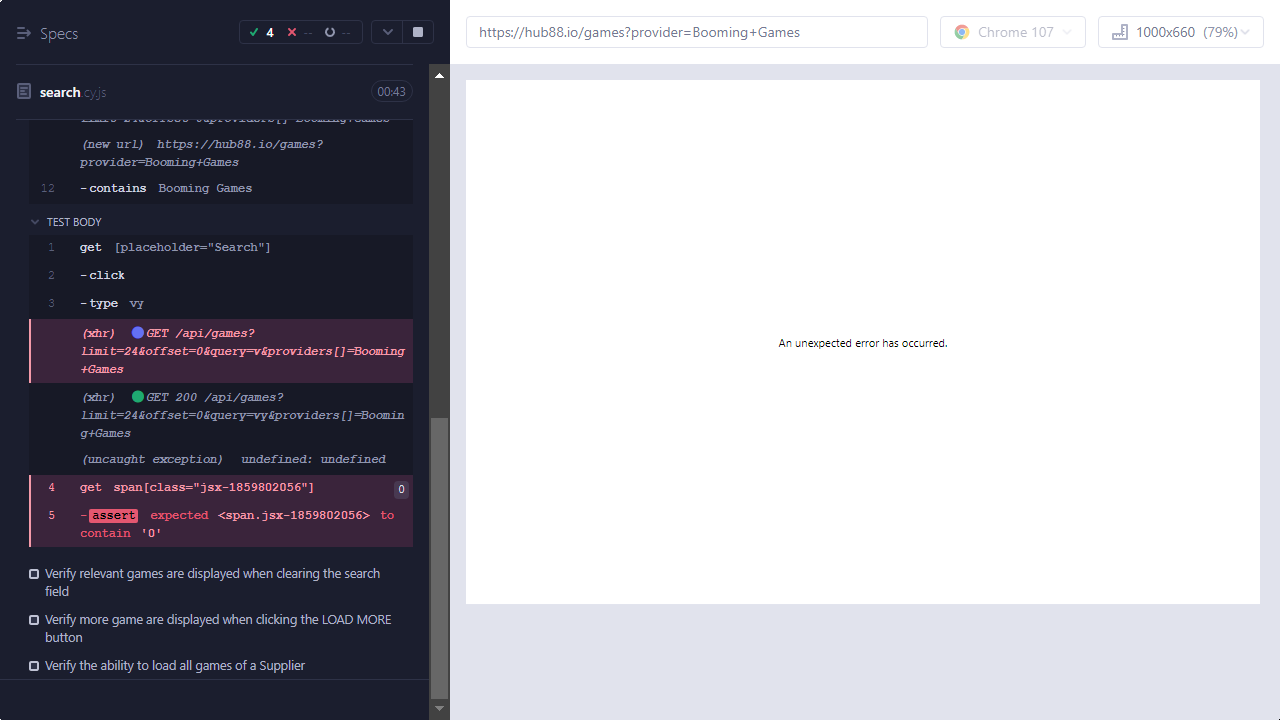 Specs
4
--
--
https://hub88.io/games?provider=Booming+Games
Chrome 107
1000x660 (79%)
search.cy.js
00:43
limit=24&offset=0&providers[]=Booming+Games
(new url) https://hub88.io/games?
provider=Booming+Games
12 -contains Booming Games
TEST BODY
1 get [placeholder="Search"]
2 -click
3 -type vy
(xhr) GET /api/games?
limit=24&offset=0&query=v&providers[]=Booming
+Games
(xhr) GET 200 /api/games?
limit=24&offset=0&query=vy&providers[]=Boomin
g+Games
(uncaught exception) undefined: undefined
4 get span[class="jsx-1859802056"] 0
5 -assert expected <span.jsx-1859802056> to
contain '0'
Verify relevant games are displayed when clearing the search
field
Verify more game are displayed when clicking the LOAD MORE
button
Verify the ability to load all games of a Supplier
An unexpected error has occurred.